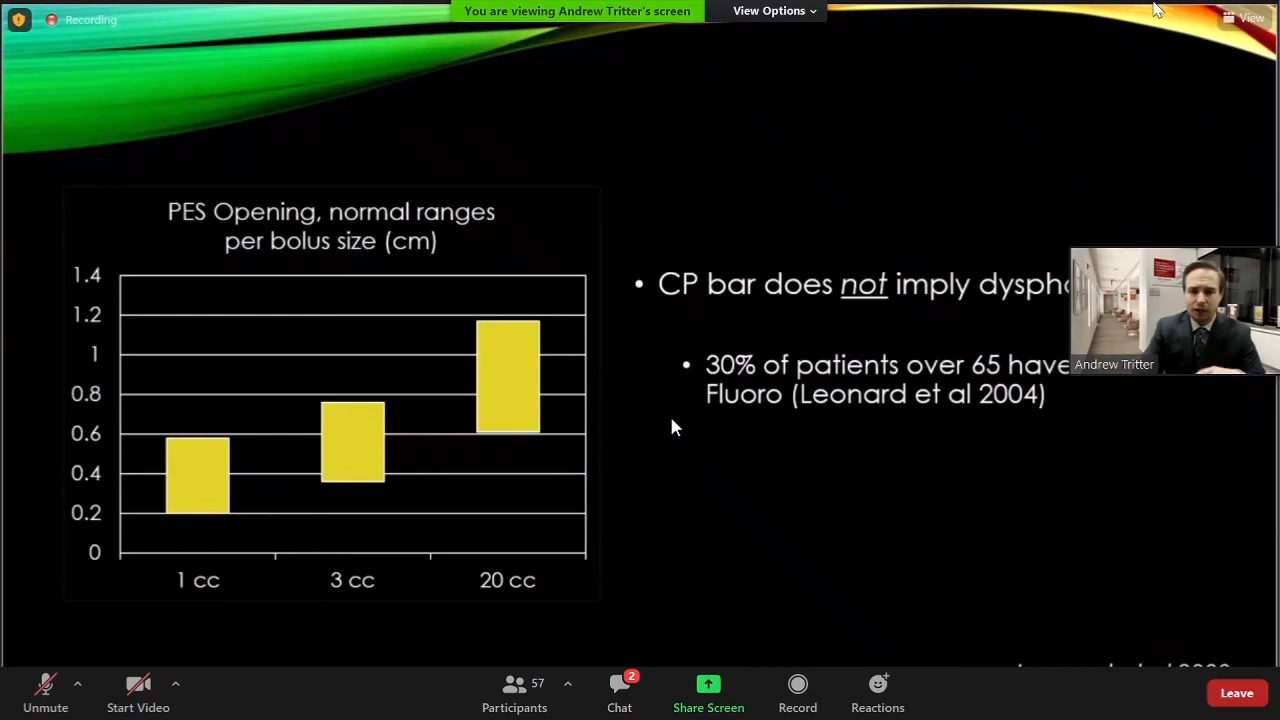 Recording
You are viewing Andrew Tritter's screen
View Options
View
PES Opening, normal ranges
per bolus size (cm)
1.4
1.2
1
0.8
0.6
0.4
0.2
0
1 cc
3 cc
20 cc
CP bar does not imply
30% of patients over 65 have
Fluoro (Leonard et al 2004)
Andrew Tritter
Unmute
Start Video
57
Participants
2
Chat
Share Screen
Record
Reactions
Leave